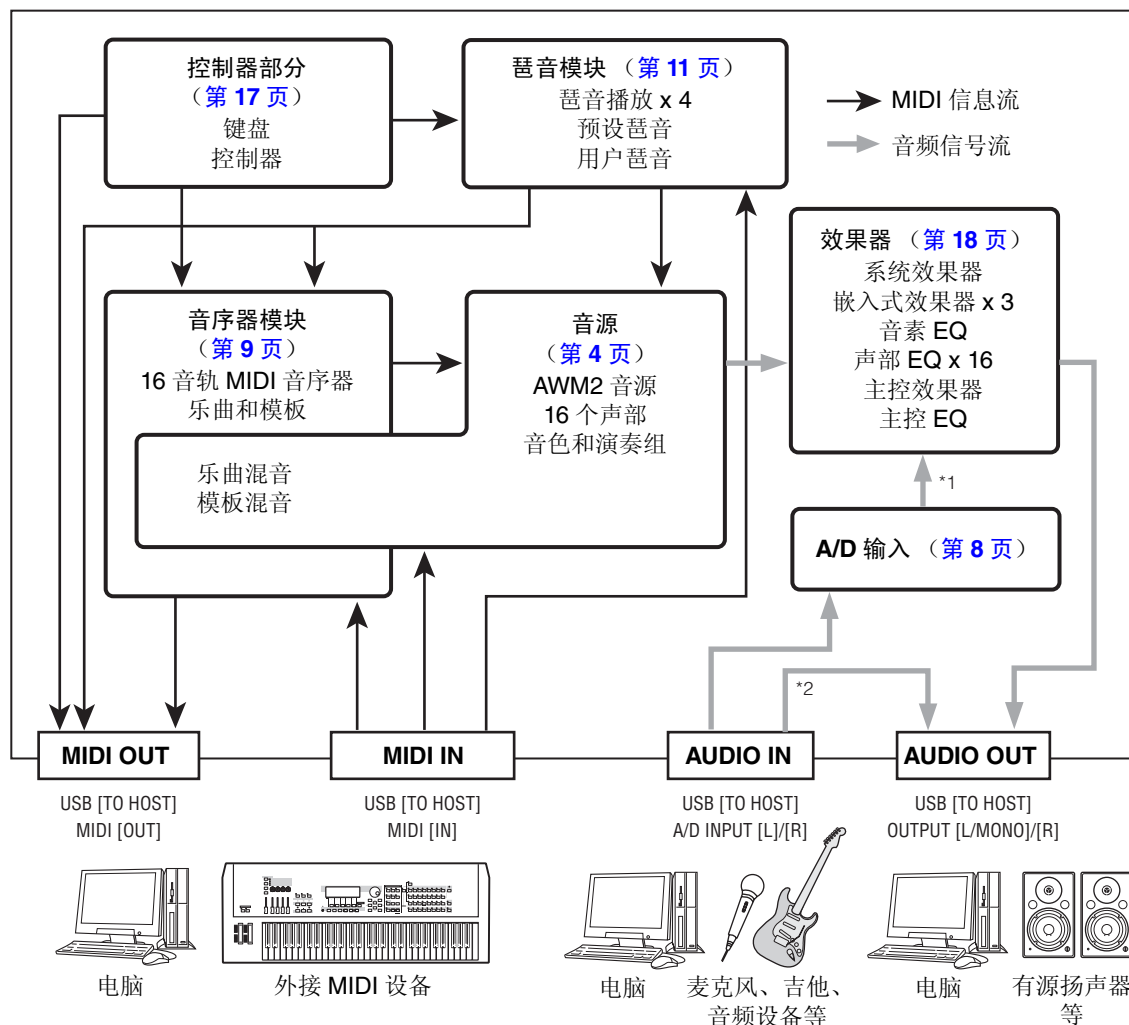 控制器部分
（第 17 页）
键盘
控制器
琶音模块 （第 11 页）
琶音播放 x 4
预设琶音
用户琶音
MIDI 信息流
音频信号流
音序器模块
（第 9 页）
16 音轨 MIDI 音序器
乐曲和模板
乐曲混音
模板混音
音源
（第 4 页）
AWM2 音源
16 个声部
音色和演奏组
效果器 （第 18 页）
系统效果器
嵌入式效果器 x 3
音素 EQ
声部 EQ x 16
主控效果器
主控 EQ
*1
A/D 输入 （第 8 页）
*2
MIDI OUT
MIDI IN
AUDIO IN
AUDIO OUT
USB [TO HOST]
MIDI [OUT]
USB [TO HOST]
MIDI [IN]
USB [TO HOST]
A/D INPUT [L]/[R]
USB [TO HOST]
OUTPUT [L/MONO]/[R]
电脑
外接 MIDI 设备
电脑
麦克风、吉他、
音频设备等
电脑
有源扬声器
等